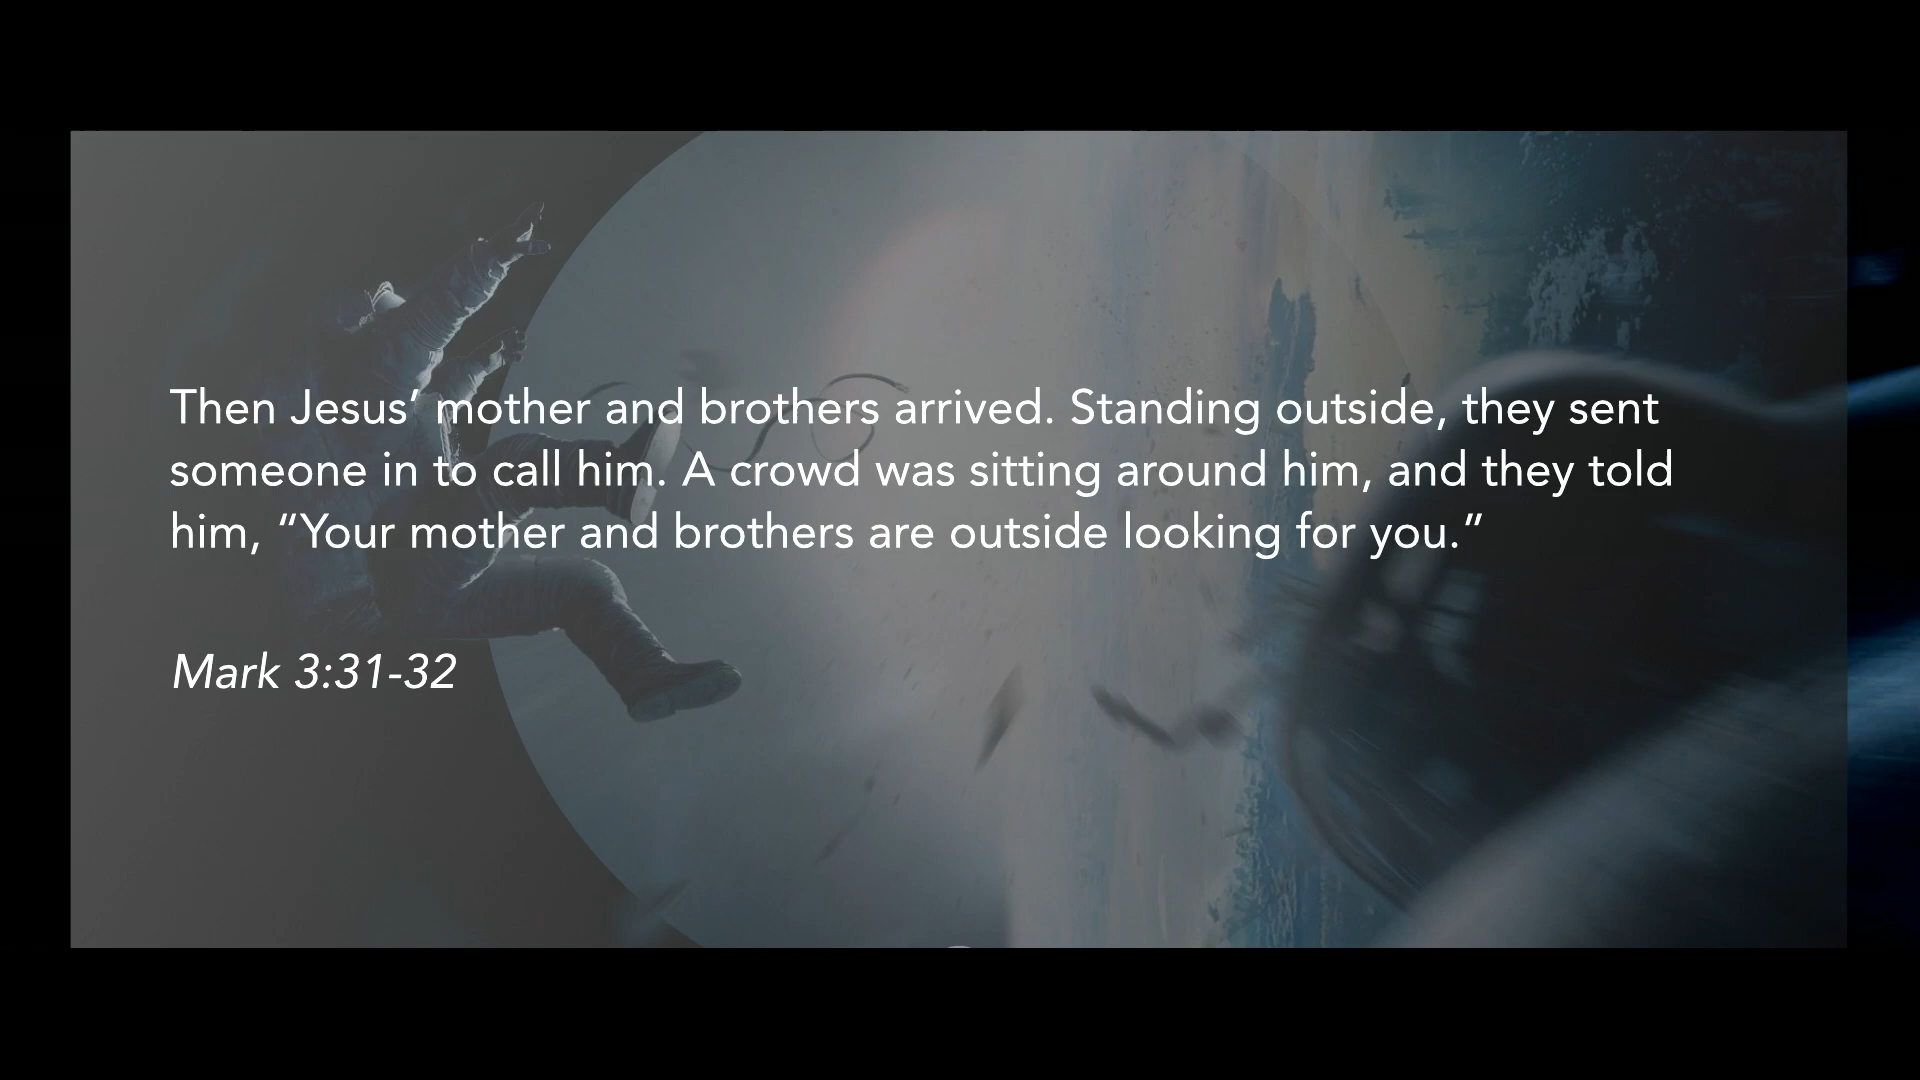 Then Jesus’ mother and brothers arrived. Standing outside, they sent
someone in to call him. A crowd was sitting around him, and they told
him, “Your mother and brothers are outside looking for you.”
Mark 3:31-32